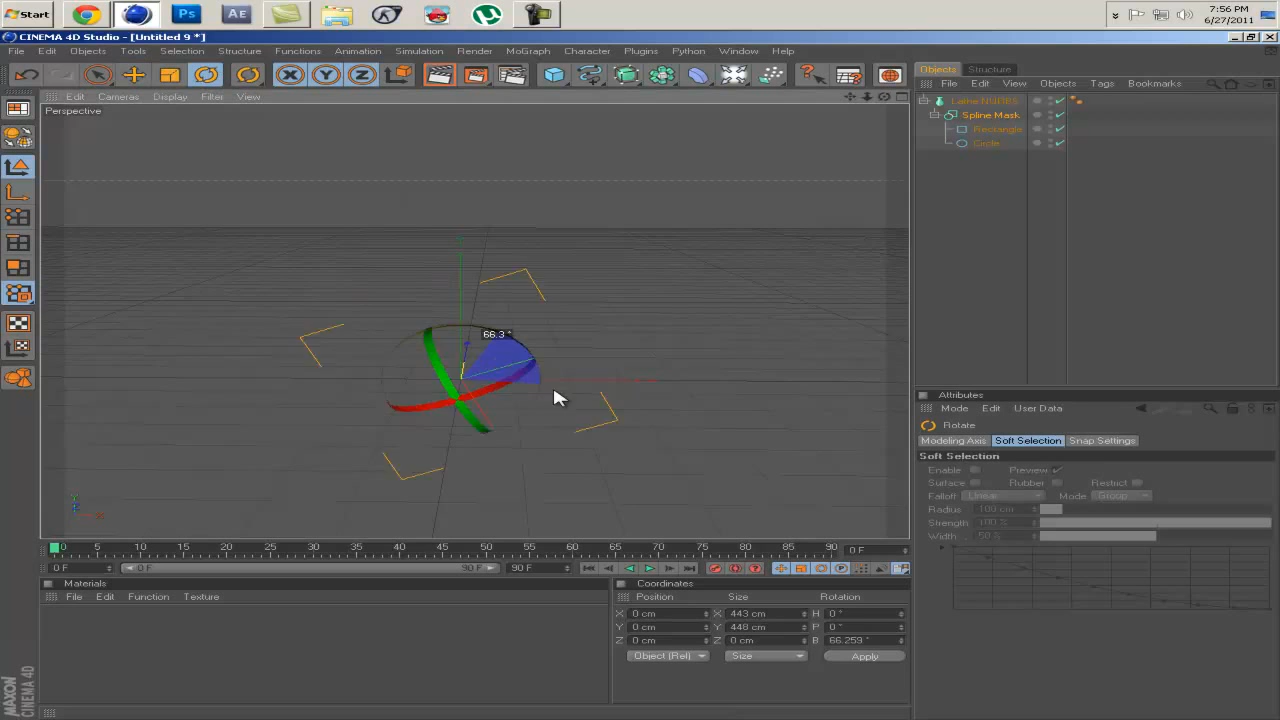 Start
Ps
Ae
7:56 PM
6/27/2011
CINEMA 4D Studio - [Untitled 9 *]
File Edit Objects Tools Selection Structure Functions Animation Simulation Render MoGraph Character Plugins Python Window Help
X Y Z
Objects Structure
Edit Cameras Display Filter View
File Edit View Objects Tags Bookmarks
Perspective
Lathe NURBS
Spline Mask
Rectangle
Circle
66.3 °
Attributes
Mode Edit User Data
Rotate
Modeling Axis Soft Selection Snap Settings
Soft Selection
Enable Preview
Surface Rubber Restrict
Falloff Linear Mode Group
Radius 100 cm
Strength 100 %
Width 50 %
Y
Z
X
0 5 10 15 20 25 30 35 40 45 50 55 60 65 70 75 80 85 90 0 F
0 F 0 F 90 F 90 F
Materials
File Edit Function Texture
Coordinates
Position Size Rotation
X 0 cm X 443 cm H 0 °
Y 0 cm Y 448 cm P 0 °
Z 0 cm Z 0 cm B 66.259 °
Object (Rel) Size Apply
MAXON
CINEMA 4D